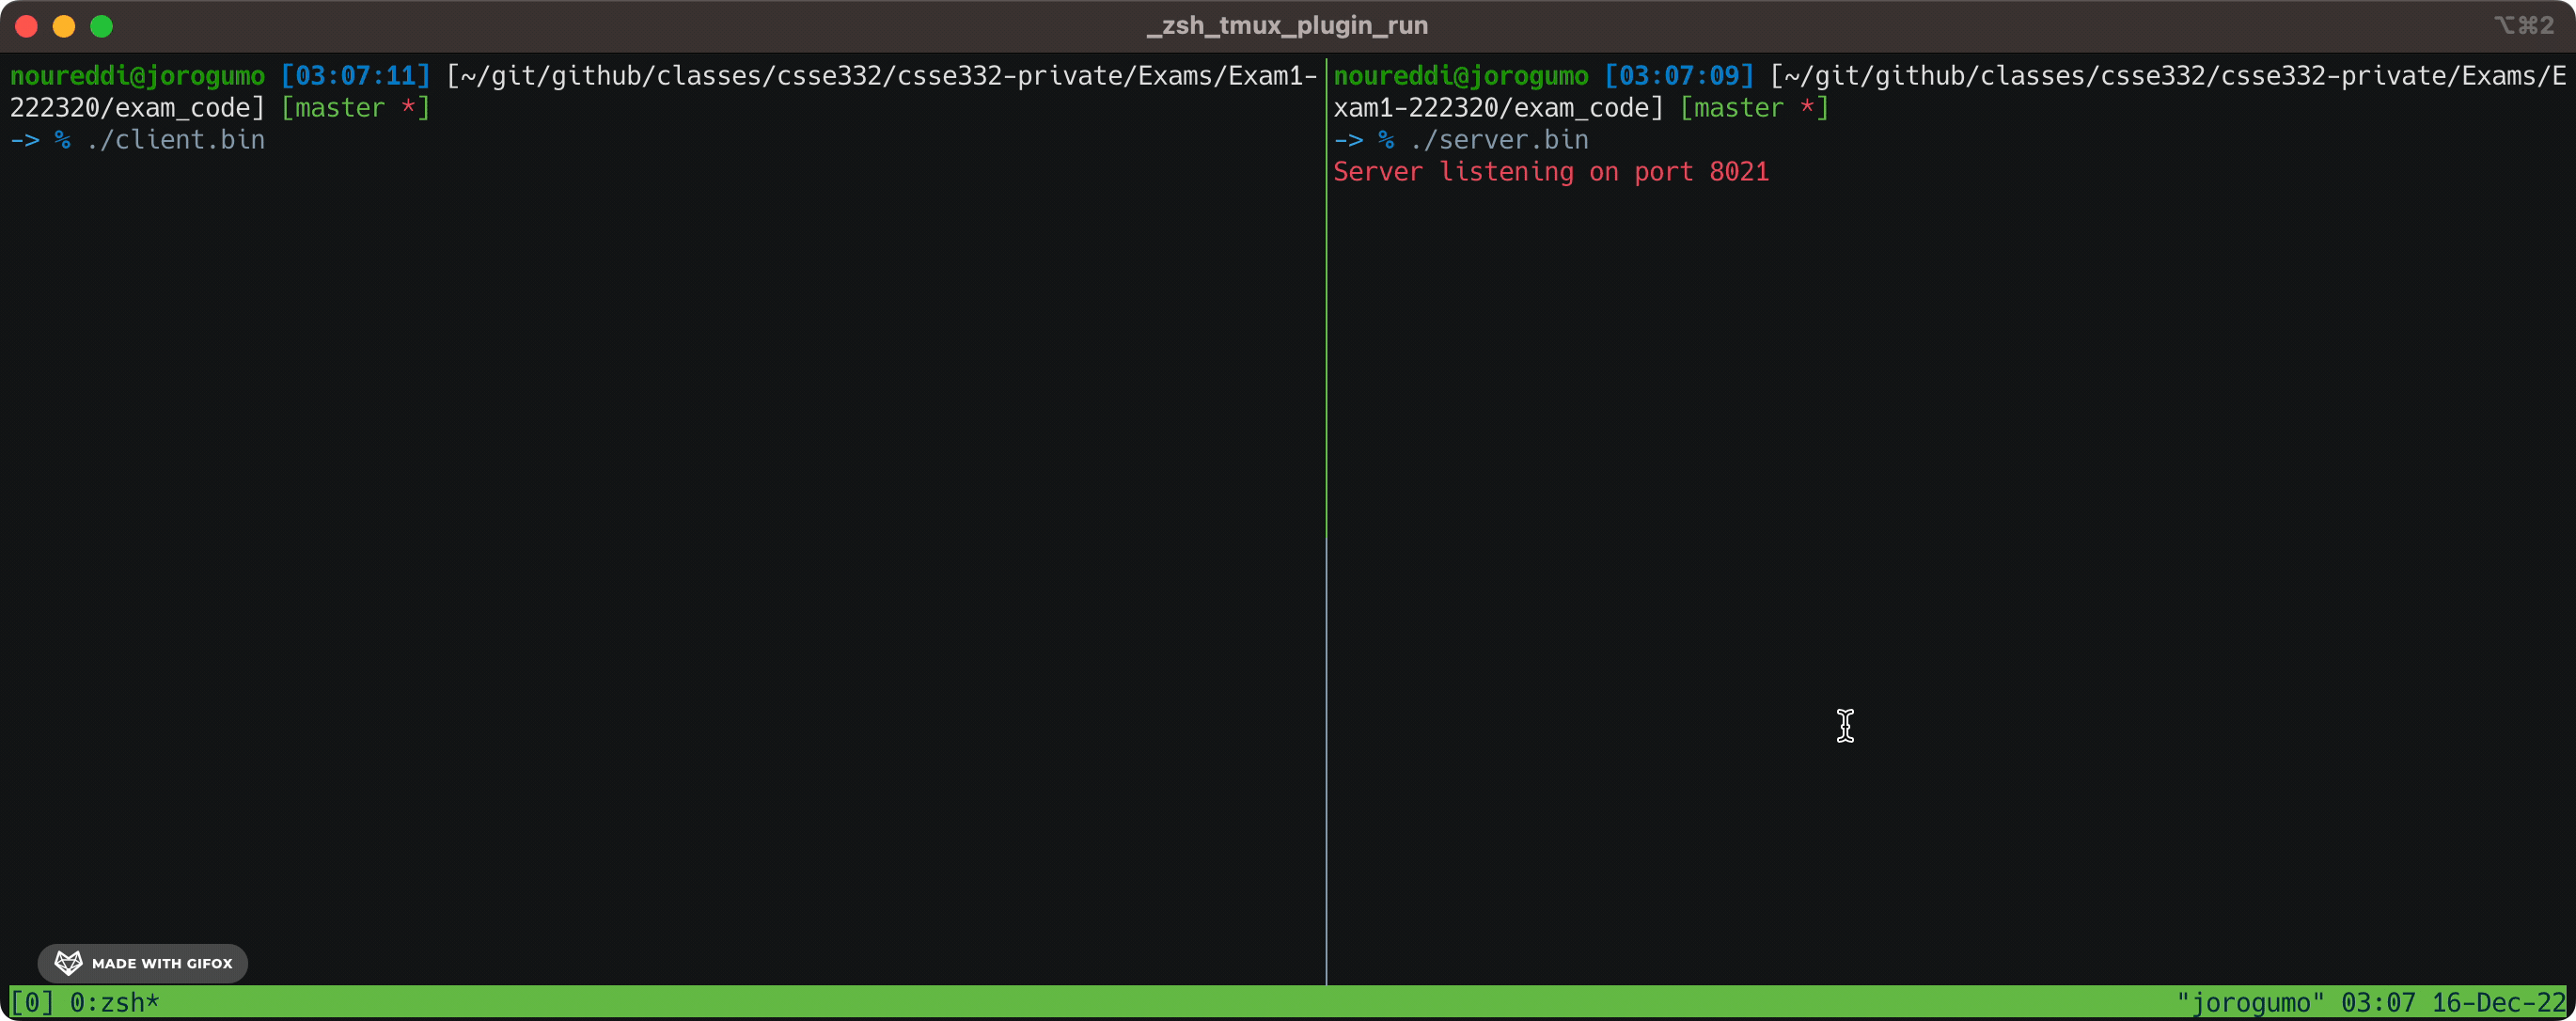 _zsh_tmux_plugin_run
⌥⌘2
noureddi@jorogumo [03:07:11] [~/git/github/classes/csse332/csse332-private/Exams/Exam1-
222320/exam_code] [master *]
-> % ./client.bin
noureddi@jorogumo [03:07:09] [~/git/github/classes/csse332/csse332-private/Exams/E
xam1-222320/exam_code] [master *]
-> % ./server.bin
Server listening on port 8021
MADE WITH GIFOX
[0] 0:zsh*
"jorogumo" 03:07 16-Dec-22